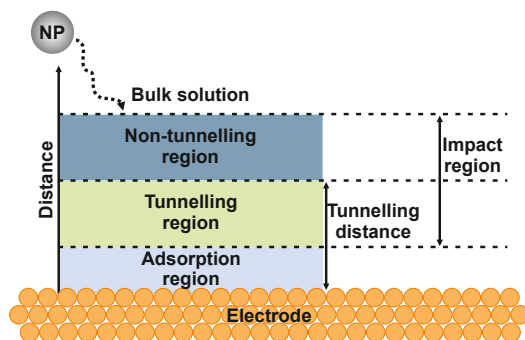 NP
Bulk solution
Non-tunnelling
region
Impact
region
Distance
Tunnelling
region
Tunnelling
distance
Adsorption
region
Electrode